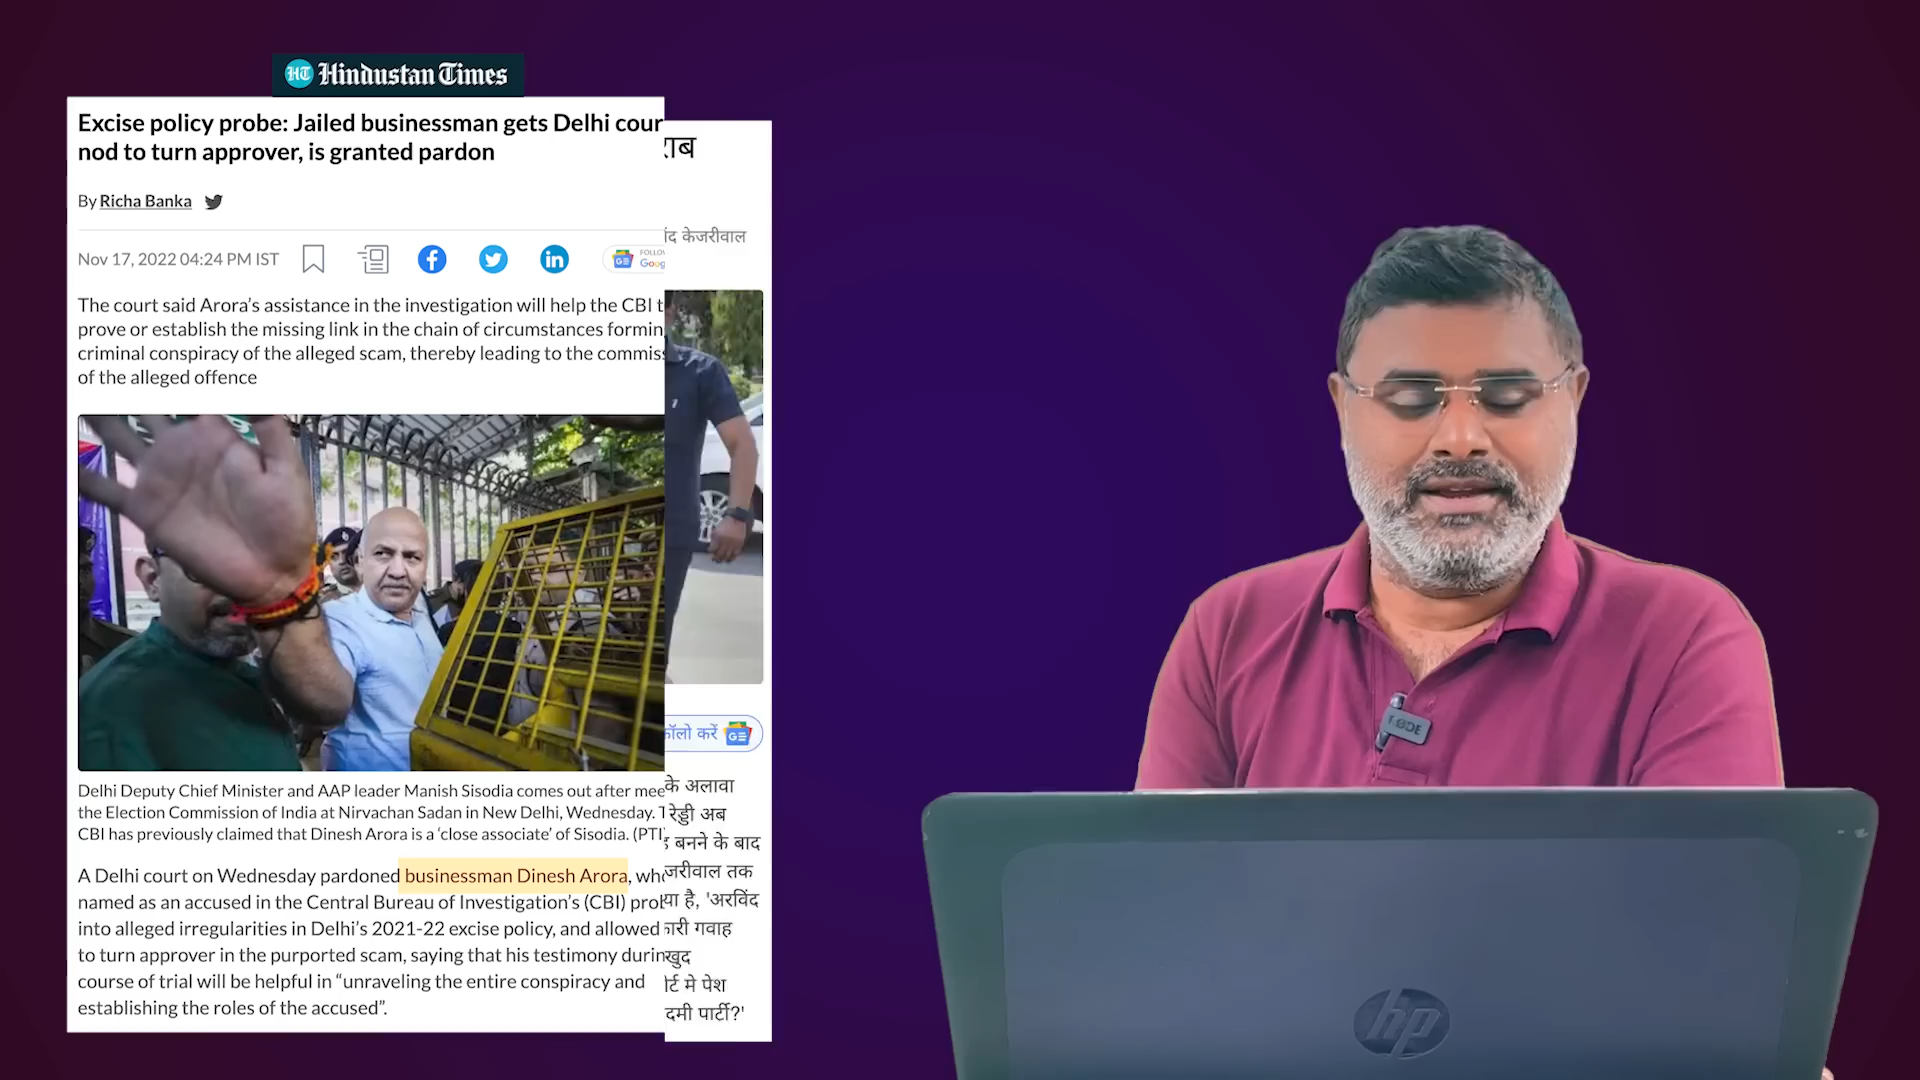 HT Hindustan Times
Excise policy probe: Jailed businessman gets Delhi cour
nod to turn approver, is granted pardon
By Richa Banka
Nov 17, 2022 04:24 PM IST
FOLLO
Goog
The court said Arora's assistance in the investigation will help the CBI t
prove or establish the missing link in the chain of circumstances formin
criminal conspiracy of the alleged scam, thereby leading to the commiss
of the alleged offence
Delhi Deputy Chief Minister and AAP leader Manish Sisodia comes out after mee
the Election Commission of India at Nirvachan Sadan in New Delhi, Wednesday. T
CBI has previously claimed that Dinesh Arora is a 'close associate' of Sisodia. (PTI)
A Delhi court on Wednesday pardoned businessman Dinesh Arora, who
named as an accused in the Central Bureau of Investigation's (CBI) prob
into alleged irregularities in Delhi's 2021-22 excise policy, and allowed
to turn approver in the purported scam, saying that his testimony durin
course of trial will be helpful in “unraveling the entire conspiracy and
establishing the roles of the accused”.
राब
केजरीवाल
फॉलो करें
के अलावा
रेड्डी अब
बनने के बाद
जरीवाल तक
या है, 'अरविंद
कारी गवाह
खुद
र्ट मे पेश
दमी पार्टी?'
hp